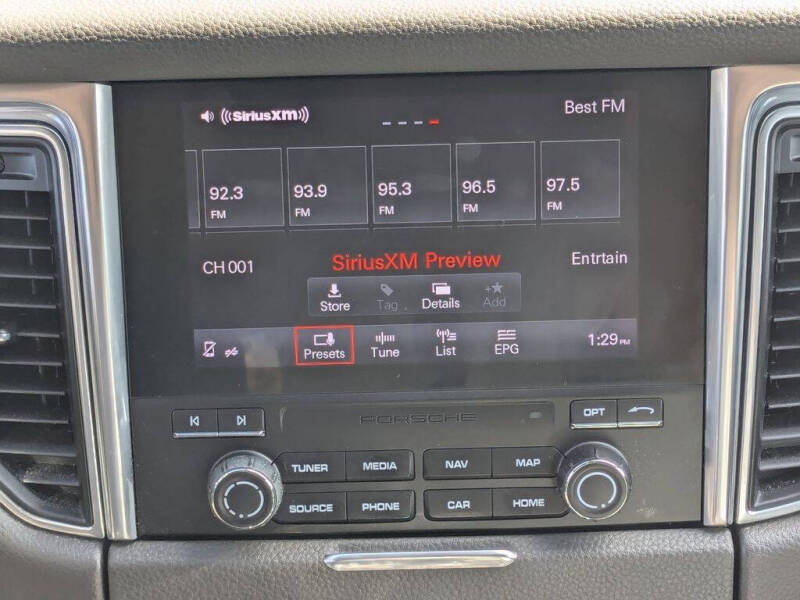 ((SiriusXM)) Best FM
92.3 93.9 95.3 96.5 97.5
FM FM FM FM FM
CH 001 SiriusXM Preview Entrtain
Store Tag Details +★ Add
Presets Tune List EPG 1:29 PM
PORSCHE
OPT
TUNER MEDIA NAV MAP
SOURCE PHONE CAR HOME